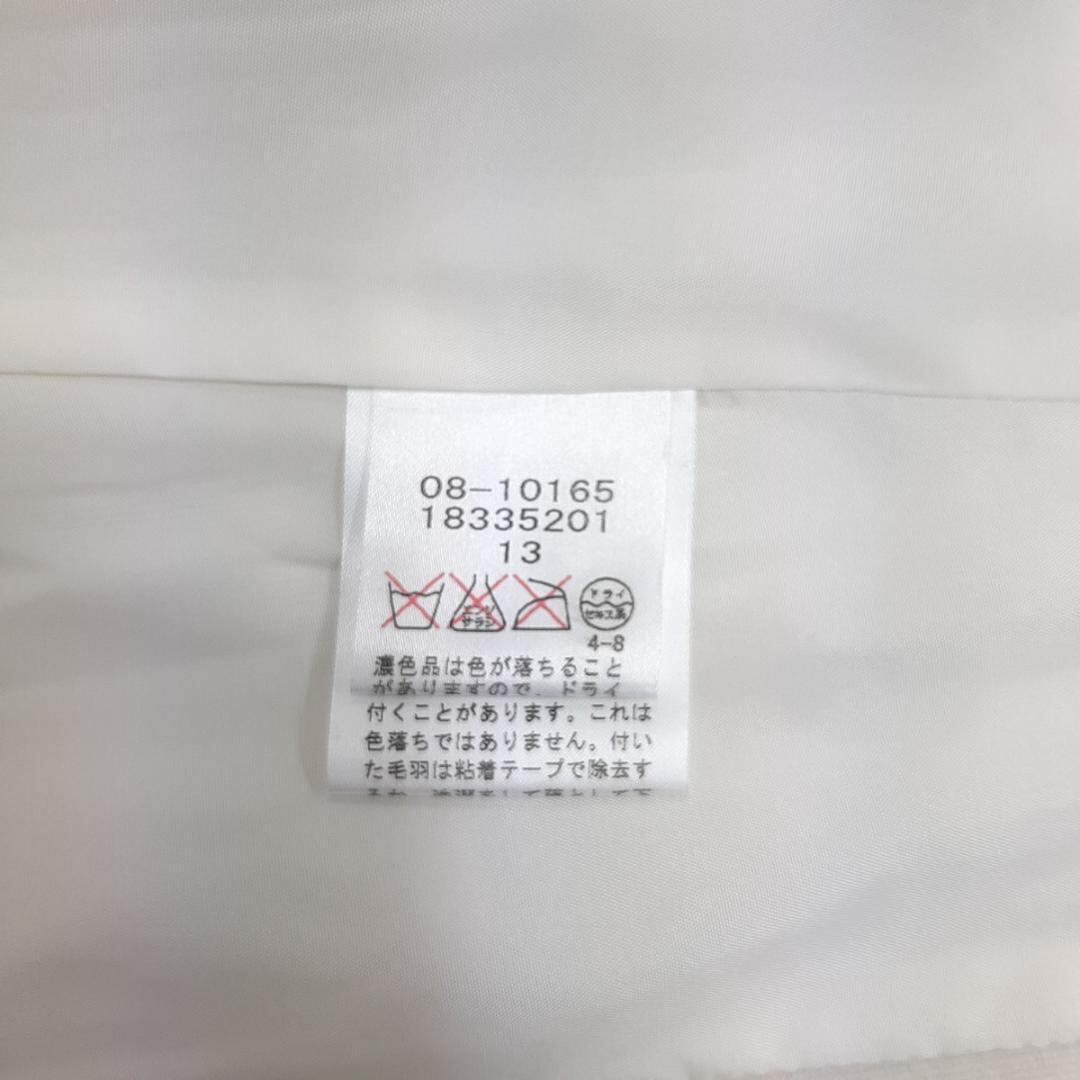 08-10165
18335201
13
エンソ
サラシ
ドライ
セキユ系
4-8
濃色品は色が落ちること
がありますので、ドライ
付くことがあります。これは
色落ちではありません。付い
た毛羽は粘着テープで除去す